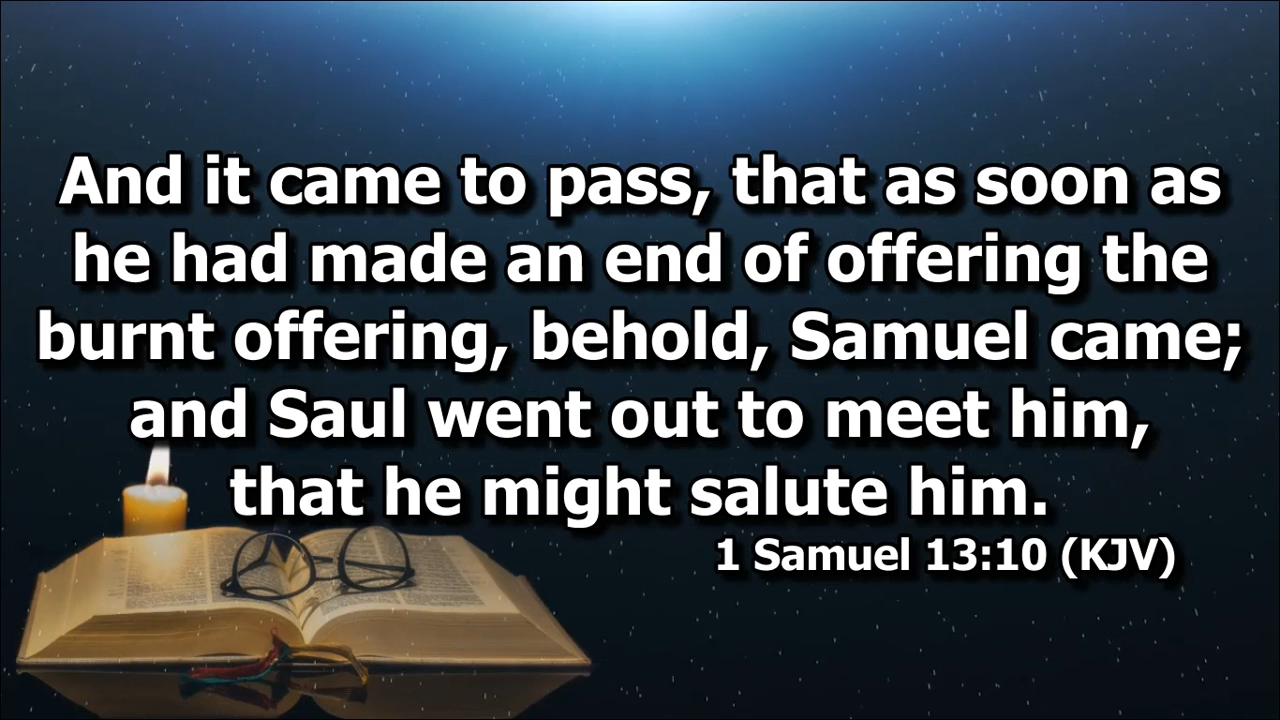 And it came to pass, that as soon as
he had made an end of offering the
burnt offering, behold, Samuel came;
and Saul went out to meet him,
that he might salute him.
1 Samuel 13:10 (KJV)